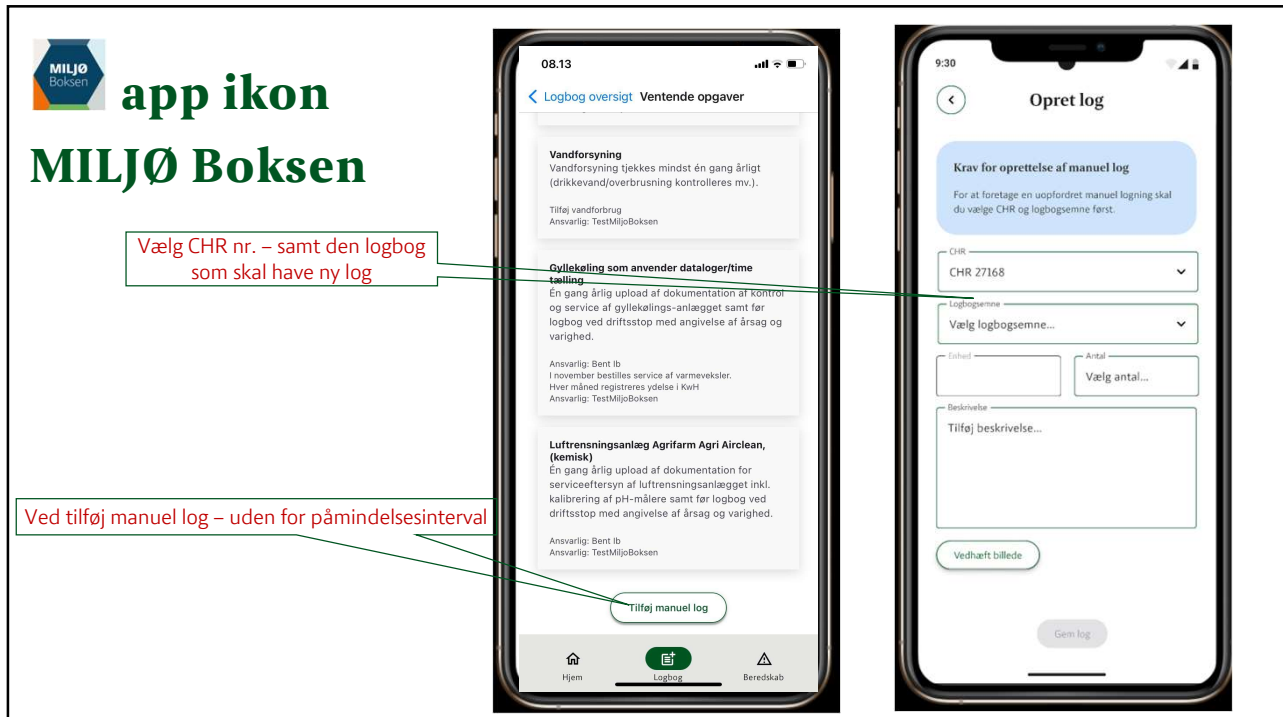 MILJØ
Boksen
app ikon
MILJØ Boksen
Vælg CHR nr. – samt den logbog
som skal have ny log
Ved tilføj manuel log – uden for påmindelsesinterval
08.13
Logbog oversigt Ventende opgaver
Vandforsyning
Vandforsyning tjekkes mindst én gang årligt
(drikkevand/overbrusning kontrolleres mv.).
Tilføj vandforbrug
Ansvarlig: TestMiljoBoksen
Gyllekøling som anvender dataloger/time
tælling
Én gang årlig upload af dokumentation af kontrol
og service af gyllekølings-anlægget samt før
logbog ved driftsstop med angivelse af årsag og
varighed.
Ansvarlig: Bent Ib
I november bestilles service af varmeveksler.
Hver måned registreres ydelse i KwH
Ansvarlig: TestMiljoBoksen
Luftrensningsanlæg Agrifarm Agri Airclean,
(kemisk)
Én gang årlig upload af dokumentation for
serviceeftersyn af luftrensningsanlægget inkl.
kalibrering af pH-målere samt før logbog ved
driftsstop med angivelse af årsag og varighed.
Ansvarlig: Bent Ib
Ansvarlig: TestMiljoBoksen
Tilføj manuel log
Hjem Logbog Beredskab
9:30
Opret log
Krav for oprettelse af manuel log
For at foretage en uopfordret manuel logning skal
du vælge CHR og logbogsemne først.
CHR
CHR 27168
Logbogsemne
Vælg logbogsemne...
Enhed Antal
Vælg antal...
Beskrivelse
Tilføj beskrivelse...
Vedhæft billede
Gem log